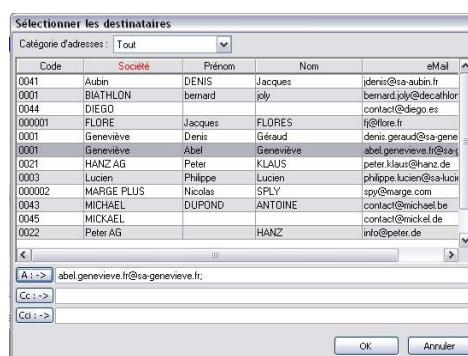 Sélectionner les destinataires
Catégorie d'adresses : Tout
Code Société Prénom Nom eMail
0041 Aubin DENIS Jacques jdenis@sa-aubin.fr
0001 BIATHLON bernard joly bernard.joly@decathlor
0044 DIEGO contact@diego.es
000001 FLORE Jacques FLORES fj@flore.fr
0001 Geneviève Denis Géraud denis.geraud@sa-gene
0001 Geneviève Abel Geneviève abel.genevieve.fr@sa-g
0021 HANZ AG Peter KLAUS peter.klaus@hanz.de
0003 Lucien Philippe Lucien philippe.lucien@sa-lucie
000002 MARGE PLUS Nicolas SPLY spy@marge.com
0043 MICHAEL DUPOND ANTOINE contact@michael.be
0045 MICKAEL contact@mickel.de
0022 Peter AG HANZ info@peter.de
A : -> abel.genevieve.fr@sa-genevieve.fr;
Cc : ->
Cci : ->
OK Annuler